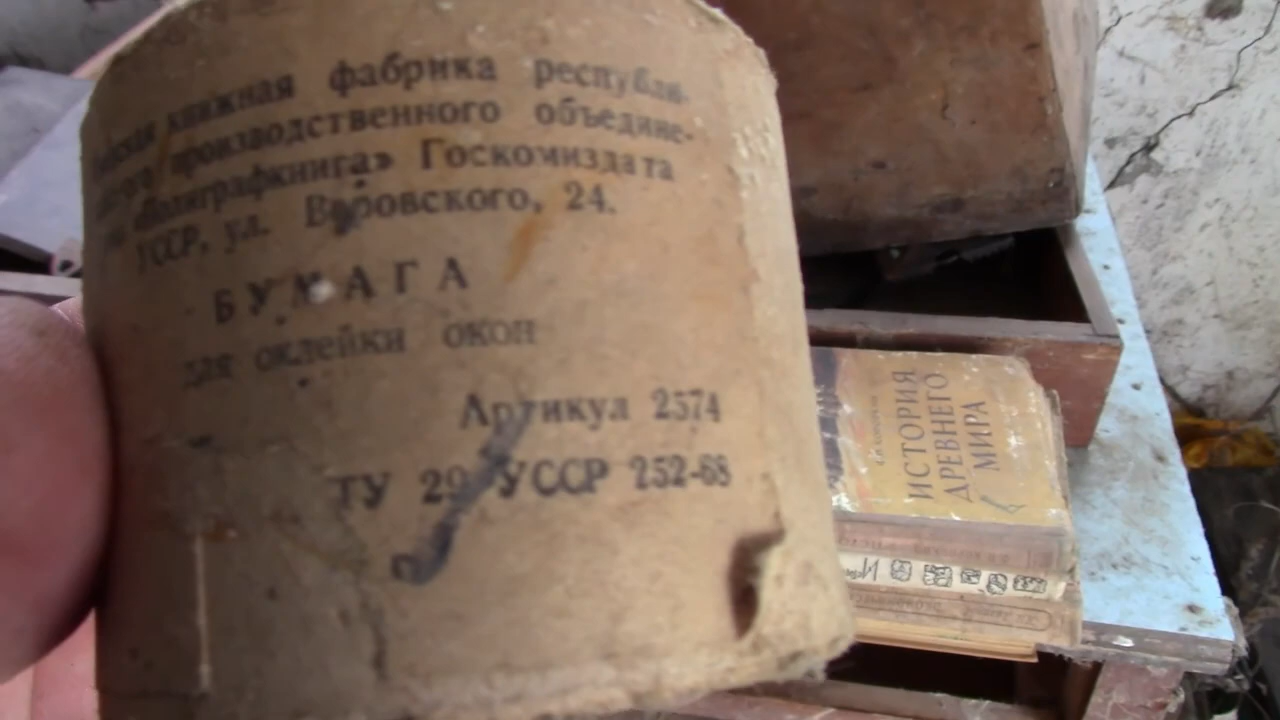 книжная фабрика республи-
производственного объедине-
«Полиграфкнига» Госкомиздата
УССР, ул. Воровского, 24.
БУМАГА
для оклейки окон
Артикул 2574
ТУ 29 УССР 252-68
ИСТОРИЯ
ДРЕВНЕГО
МИРА